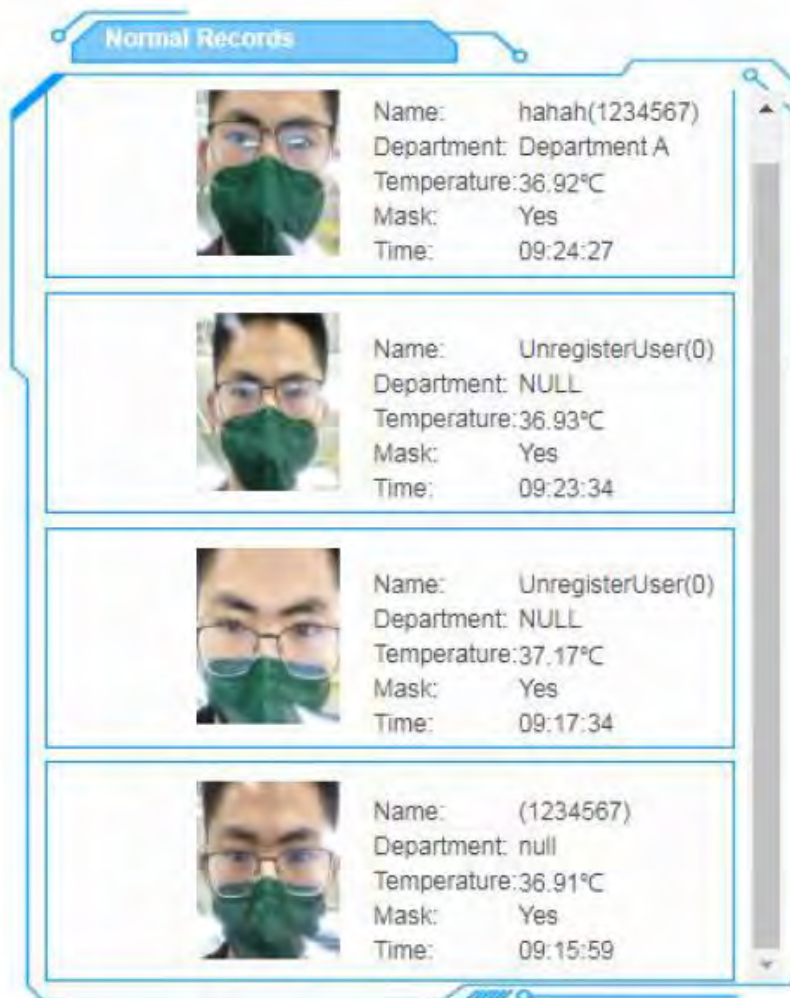 Normal Records
Name: hahah(1234567)
Department: Department A
Temperature:36.92℃
Mask: Yes
Time: 09:24:27
Name: UnregisterUser(0)
Department: NULL
Temperature:36.93℃
Mask: Yes
Time: 09:23:34
Name: UnregisterUser(0)
Department: NULL
Temperature:37.17℃
Mask: Yes
Time: 09:17:34
Name: (1234567)
Department: null
Temperature:36.91℃
Mask: Yes
Time: 09:15:59